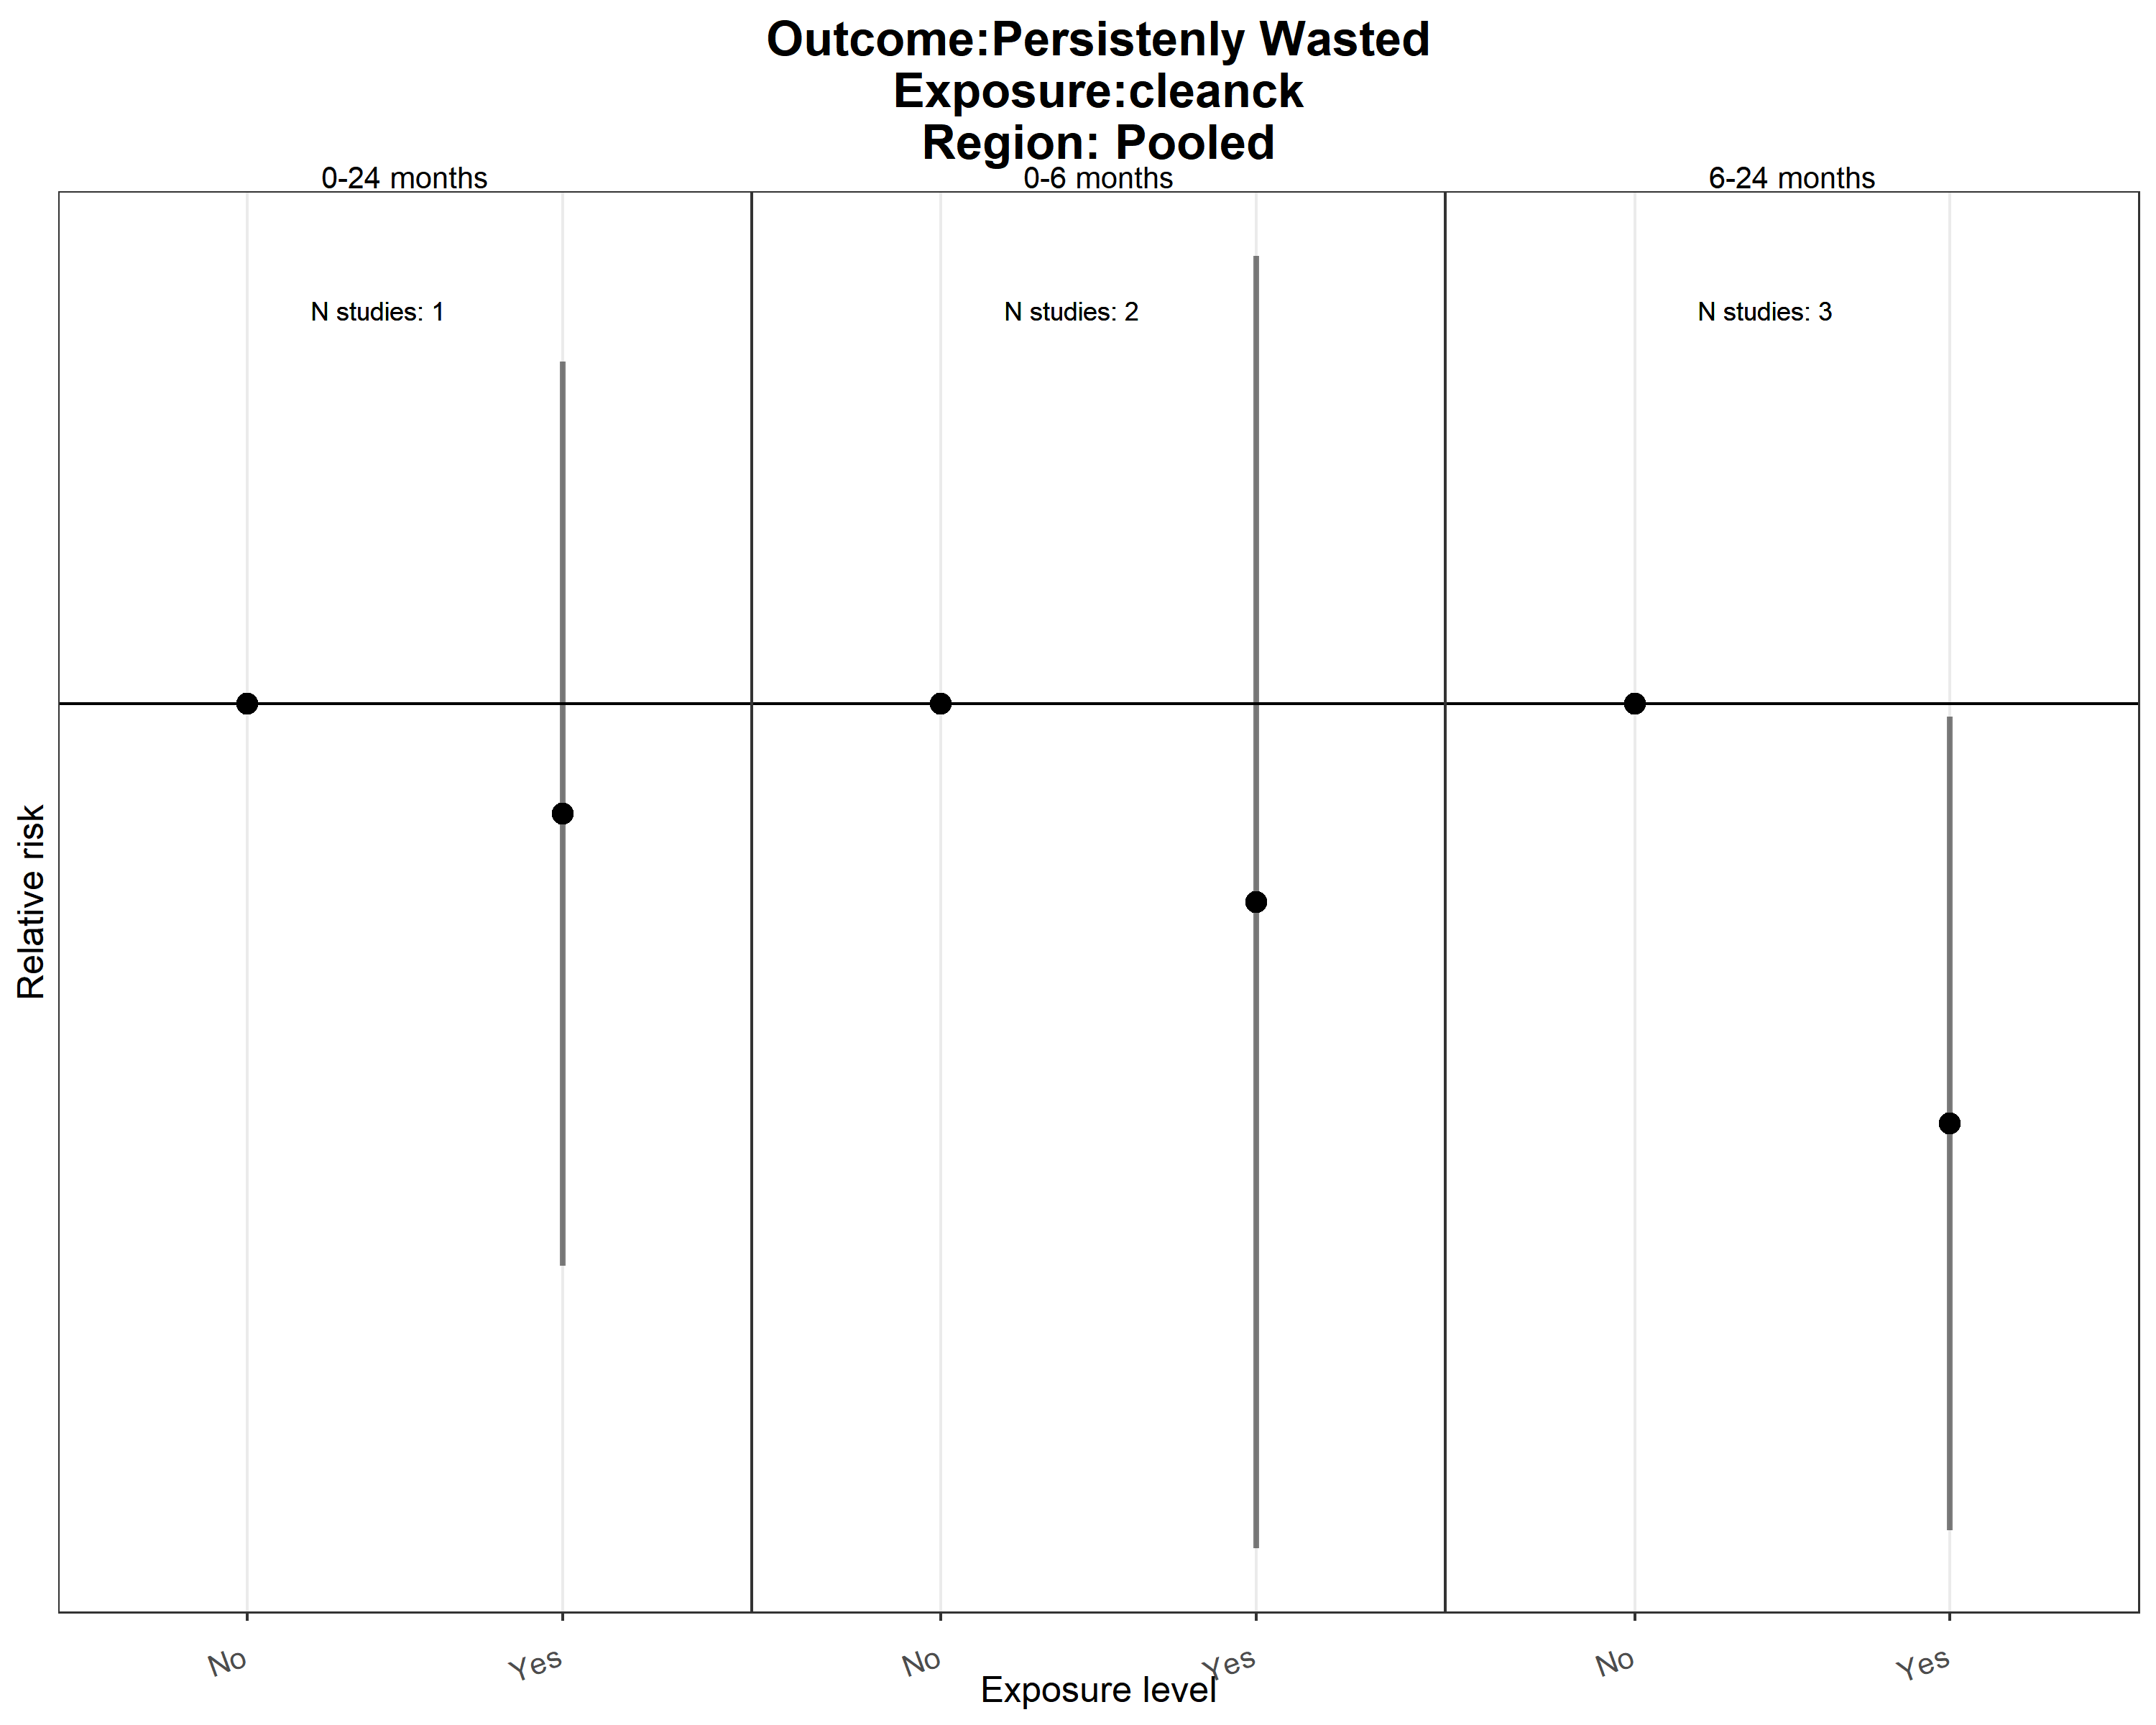 Outcome:Persistenly Wasted
Exposure:cleanck
Region: Pooled
0-24 months
0-6 months
6-24 months
N studies: 1
N studies: 2
N studies: 3
Relative risk
No
Yes
No
Yes
No
Yes
Exposure level